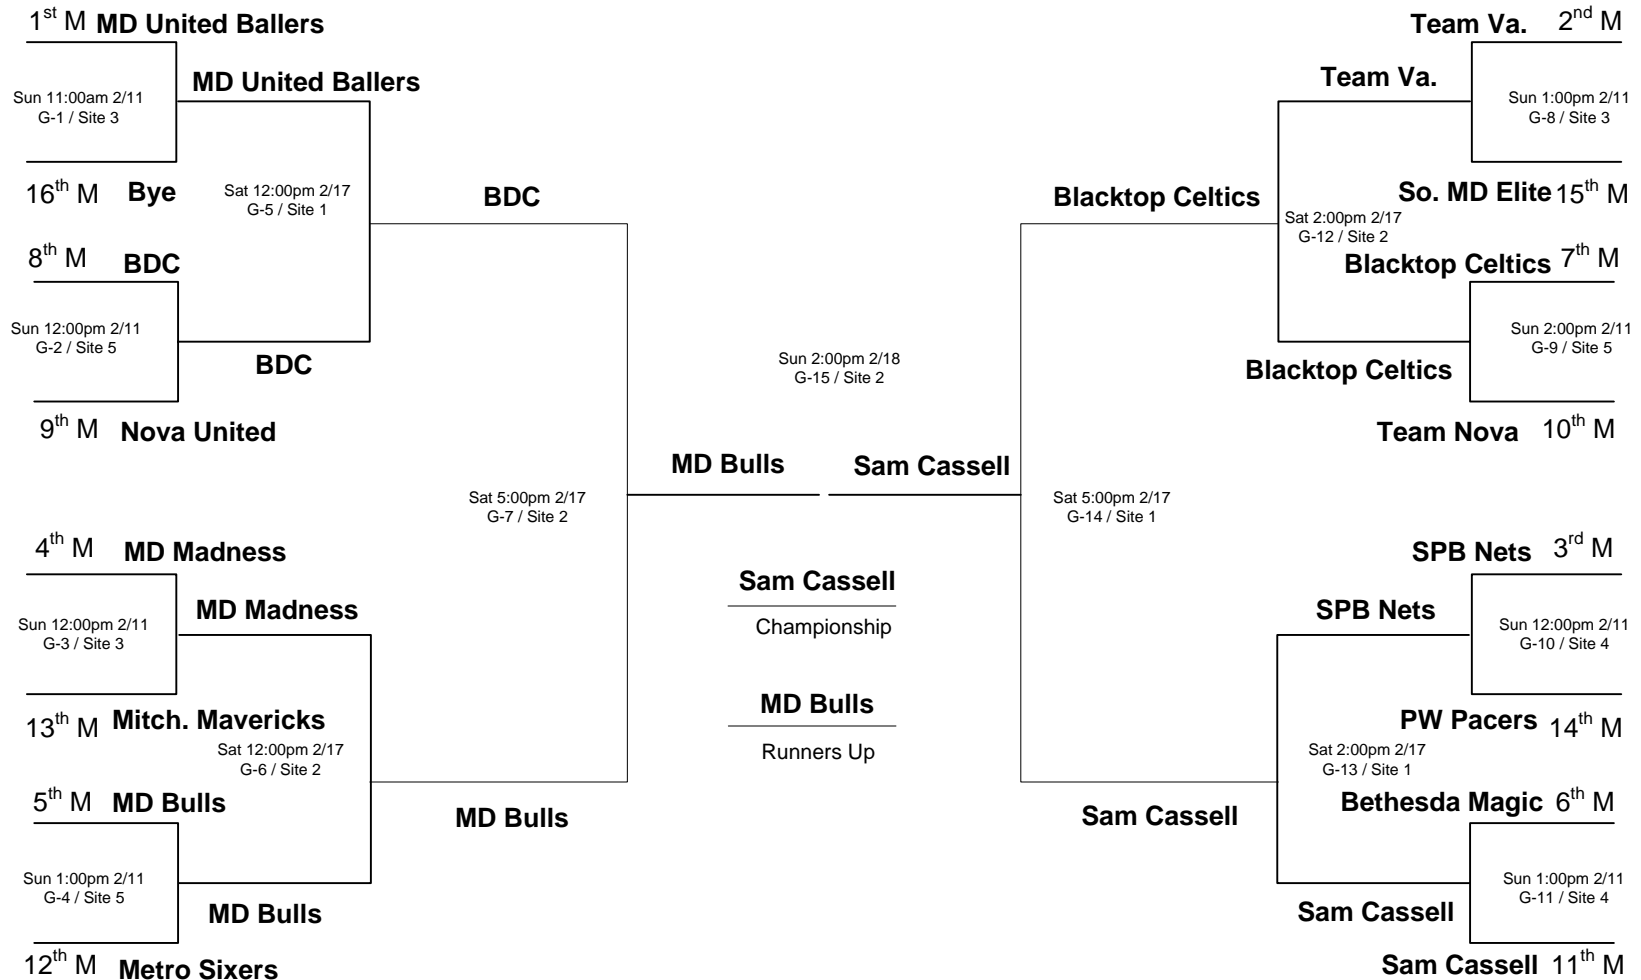 1st M MD United Ballers
MD United Ballers
Sun 11:00am 2/11
G-1 / Site 3
16th M Bye
Sat 12:00pm 2/17
G-5 / Site 1
BDC
8th M BDC
Sun 12:00pm 2/11
G-2 / Site 5
BDC
9th M Nova United
Sat 5:00pm 2/17
G-7 / Site 2
4th M MD Madness
MD Madness
Sun 12:00pm 2/11
G-3 / Site 3
13th M Mitch. Mavericks
Sat 12:00pm 2/17
G-6 / Site 2
5th M MD Bulls
MD Bulls
Sun 1:00pm 2/11
G-4 / Site 5
MD Bulls
12th M Metro Sixers
Sun 2:00pm 2/18
G-15 / Site 2
MD Bulls
Sam Cassell
Sam Cassell
Championship
MD Bulls
Runners Up
Team Va. 2nd M
Team Va.
Sun 1:00pm 2/11
G-8 / Site 3
Blacktop Celtics
So. MD Elite 15th M
Sat 2:00pm 2/17
G-12 / Site 2
Blacktop Celtics 7th M
Sun 2:00pm 2/11
G-9 / Site 5
Blacktop Celtics
Team Nova 10th M
Sat 5:00pm 2/17
G-14 / Site 1
SPB Nets 3rd M
SPB Nets
Sun 12:00pm 2/11
G-10 / Site 4
PW Pacers 14th M
Sat 2:00pm 2/17
G-13 / Site 1
Bethesda Magic 6th M
Sam Cassell
Sun 1:00pm 2/11
G-11 / Site 4
Sam Cassell
Sam Cassell 11th M